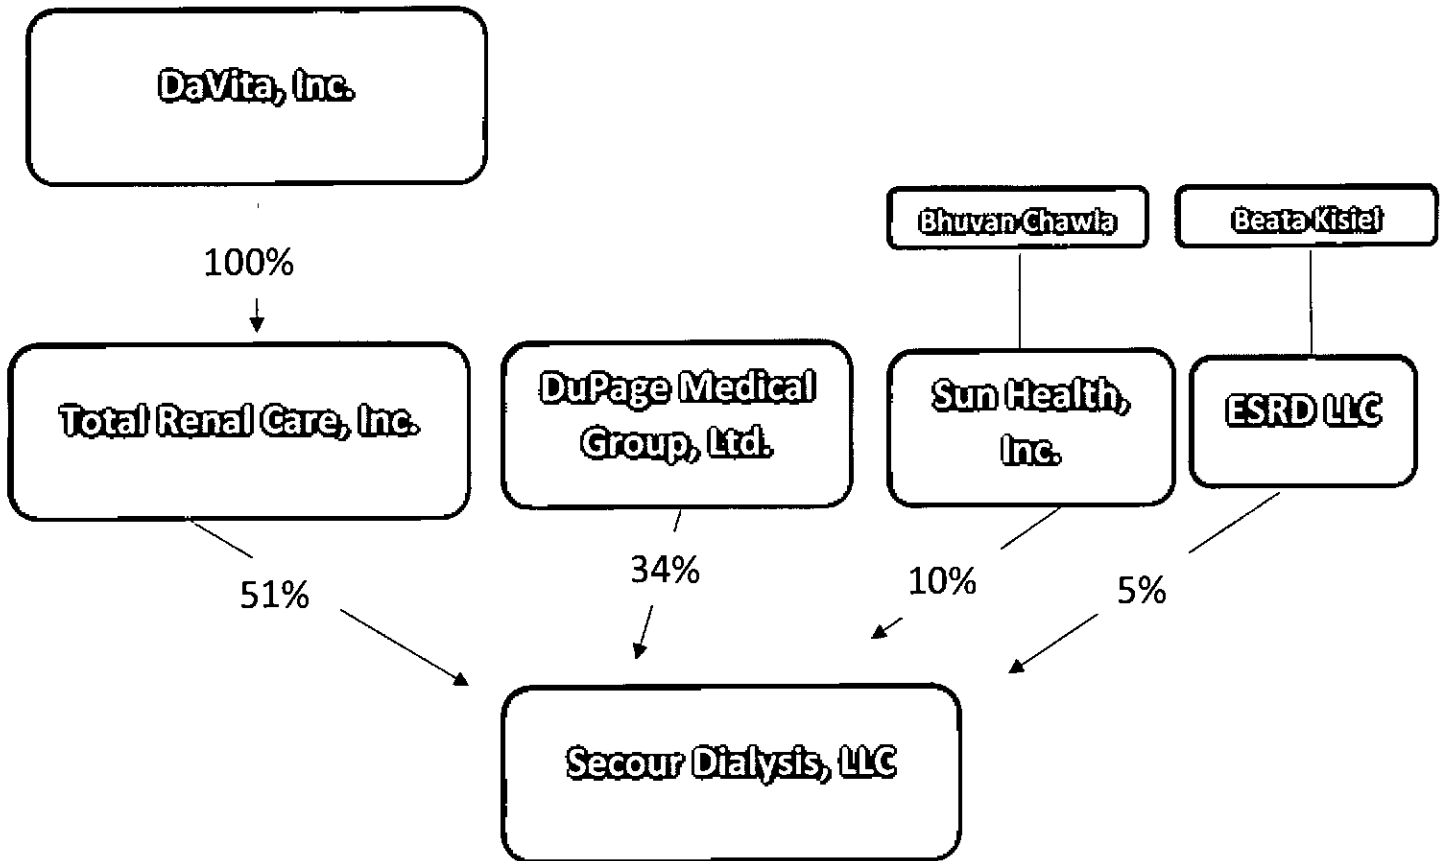 DaVita, Inc.
Bhuvan Chawla
Beata Kisiel
100%
Total Renal Care, Inc.
DuPage Medical
Group, Ltd.
Sun Health,
Inc.
ESRD LLC
51%
34%
10%
5%
Secour Dialysis, LLC